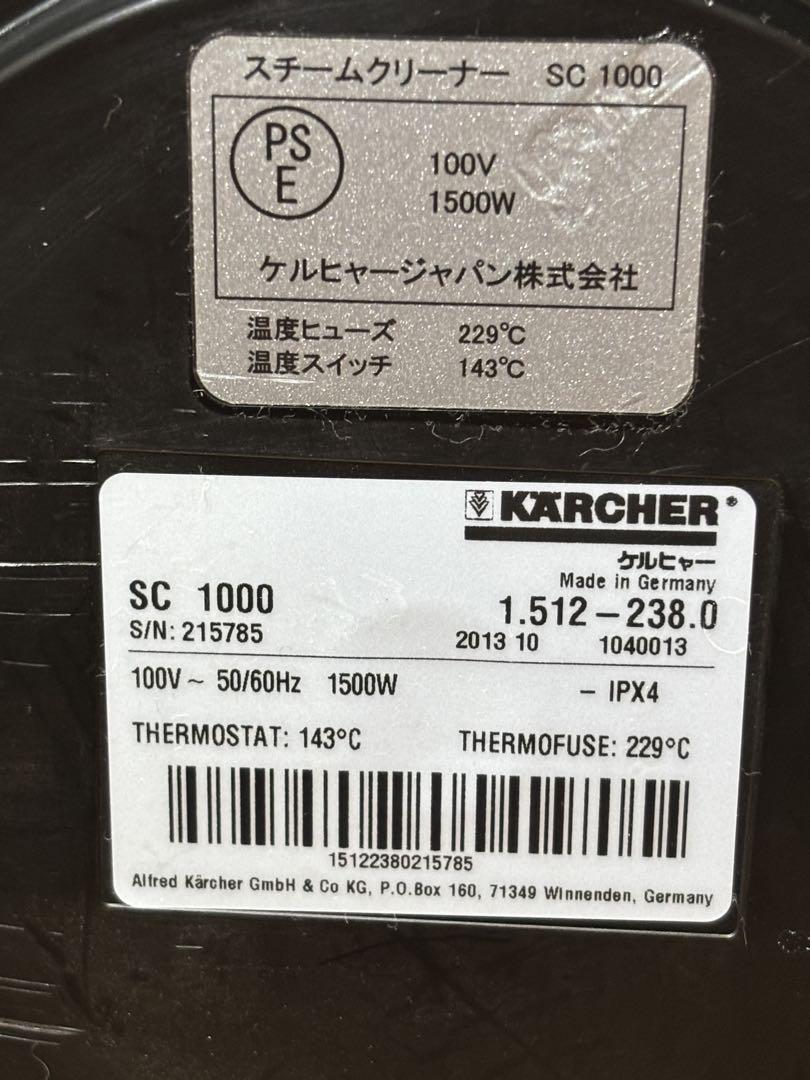 スチームクリーナー SC 1000
PS
E
100V
1500W
ケルヒャージャパン株式会社
温度ヒューズ 229℃
温度スイッチ 143℃
KÄRCHER®
ケルヒャー
Made in Germany
SC 1000
1.512-238.0
S/N: 215785
2013 10 1040013
100V~ 50/60Hz 1500W - IPX4
THERMOSTAT: 143°C THERMOFUSE: 229°C
15122380215785
Alfred Kärcher GmbH & Co KG, P.O.Box 160, 71349 Winnenden, Germany